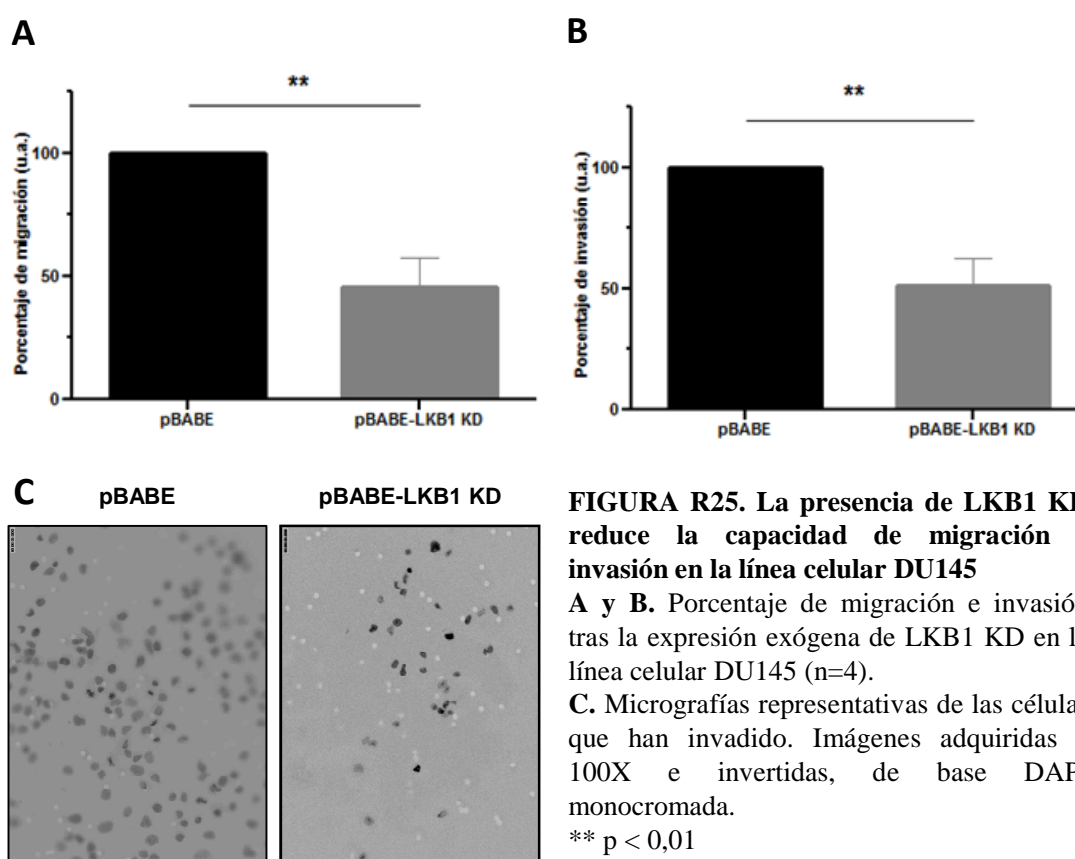 A
**
Porcentaje de migración (u.a.)
100
50
0
pBABE
pBABE-LKB1 KD
B
**
Porcentaje de invasión (u.a.)
100
50
0
pBABE
pBABE-LKB1 KD
C
pBABE
pBABE-LKB1 KD
FIGURA R25. La presencia de LKB1 KD
reduce la capacidad de migración
invasión en la línea celular DU145
A y B. Porcentaje de migración e invasión
tras la expresión exógena de LKB1 KD en l
línea celular DU145 (n=4).
C. Micrografías representativas de las célula
que han invadido. Imágenes adquiridas
100X e invertidas, de base DAP
monocromada.
** p < 0,01